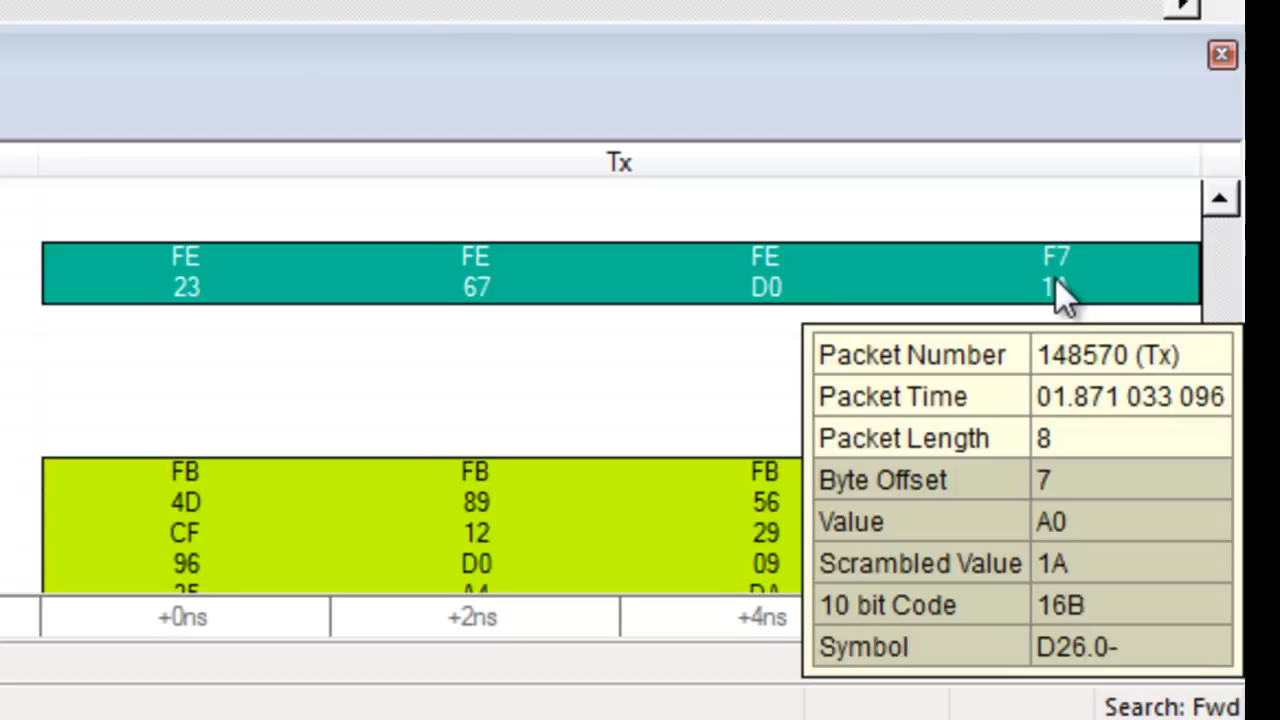 Tx
FE FE FE F7
23 67 D0 1A
Packet Number 148570 (Tx)
Packet Time 01.871 033 096
Packet Length 8
Byte Offset 7
Value A0
Scrambled Value 1A
10 bit Code 16B
Symbol D26.0-
FB FB FB
4D 89 56
CF 12 29
96 D0 09
+0ns +2ns +4ns
Search: Fwd